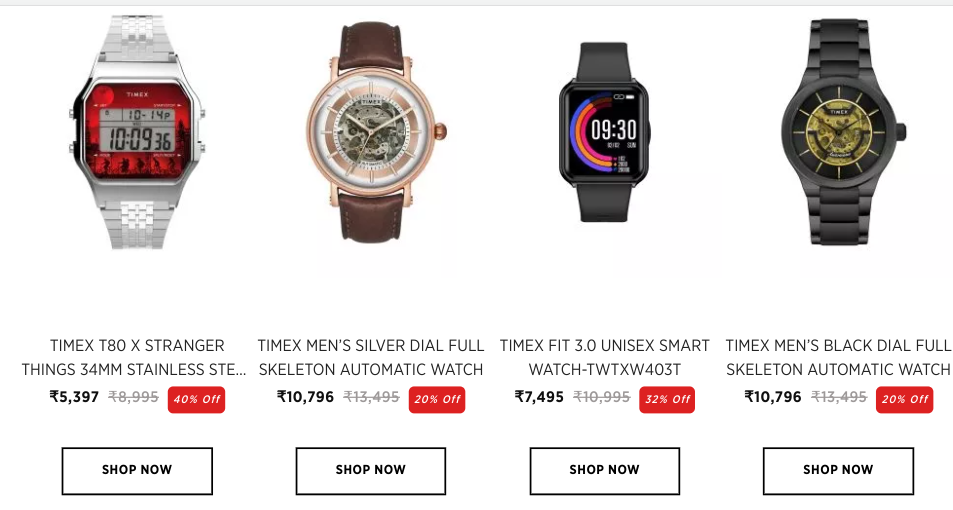 TIMEX
10-14P
10:09 36
TIMEX
TIMEX
09:30
02/02 SUN
TIMEX T80 X STRANGER
THINGS 34MM STAINLESS STE...
₹5,397 ₹8,995 40% Off
SHOP NOW
TIMEX MEN'S SILVER DIAL FULL
SKELETON AUTOMATIC WATCH
₹10,796 ₹13,495 20% Off
SHOP NOW
TIMEX FIT 3.0 UNISEX SMART
WATCH-TWTXW403T
₹7,495 ₹10,995 32% Off
SHOP NOW
TIMEX MEN'S BLACK DIAL FULL
SKELETON AUTOMATIC WATCH
₹10,796 ₹13,495 20% Off
SHOP NOW